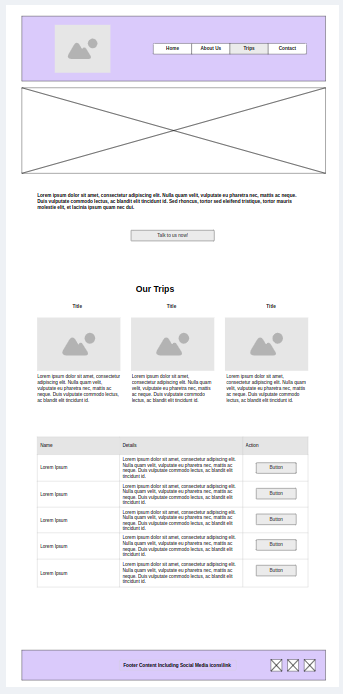 Home About Us Trips Contact
Lorem ipsum dolor sit amet, consectetur adipiscing elit. Nulla quam velit, vulputate eu pharetra nec, mattis ac neque.
Duis vulputate commodo lectus, ac blandit elit tincidunt id. Sed rhoncus, tortor sed eleifend tristique, tortor mauris
molestie elit, et lacinia ipsum quam nec dui.
Talk to us now!
Our Trips
Title Title Title
Lorem ipsum dolor sit amet, consectetur
adipiscing elit. Nulla quam velit,
vulputate eu pharetra nec, mattis ac
neque. Duis vulputate commodo lectus,
ac blandit elit tincidunt id.
Lorem ipsum dolor sit amet,
consectetur adipiscing elit. Nulla quam
velit, vulputate eu pharetra nec, mattis
ac neque. Duis vulputate commodo
lectus, ac blandit elit tincidunt id.
Lorem ipsum dolor sit amet,
consectetur adipiscing elit. Nulla quam
velit, vulputate eu pharetra nec, mattis
ac neque. Duis vulputate commodo
lectus, ac blandit elit tincidunt id.
Name Details Action
Lorem Ipsum
Lorem ipsum dolor sit amet, consectetur adipiscing elit.
Nulla quam velit, vulputate eu pharetra nec, mattis ac
neque. Duis vulputate commodo lectus, ac blandit elit
tincidunt id.
Button
Lorem Ipsum
Lorem ipsum dolor sit amet, consectetur adipiscing elit.
Nulla quam velit, vulputate eu pharetra nec, mattis ac
neque. Duis vulputate commodo lectus, ac blandit elit
tincidunt id.
Button
Lorem Ipsum
Lorem ipsum dolor sit amet, consectetur adipiscing elit.
Nulla quam velit, vulputate eu pharetra nec, mattis ac
neque. Duis vulputate commodo lectus, ac blandit elit
tincidunt id.
Button
Lorem Ipsum
Lorem ipsum dolor sit amet, consectetur adipiscing elit.
Nulla quam velit, vulputate eu pharetra nec, mattis ac
neque. Duis vulputate commodo lectus, ac blandit elit
tincidunt id.
Button
Lorem Ipsum
Lorem ipsum dolor sit amet, consectetur adipiscing elit.
Nulla quam velit, vulputate eu pharetra nec, mattis ac
neque. Duis vulputate commodo lectus, ac blandit elit
tincidunt id.
Button
Footer Content Including Social Media icons\link